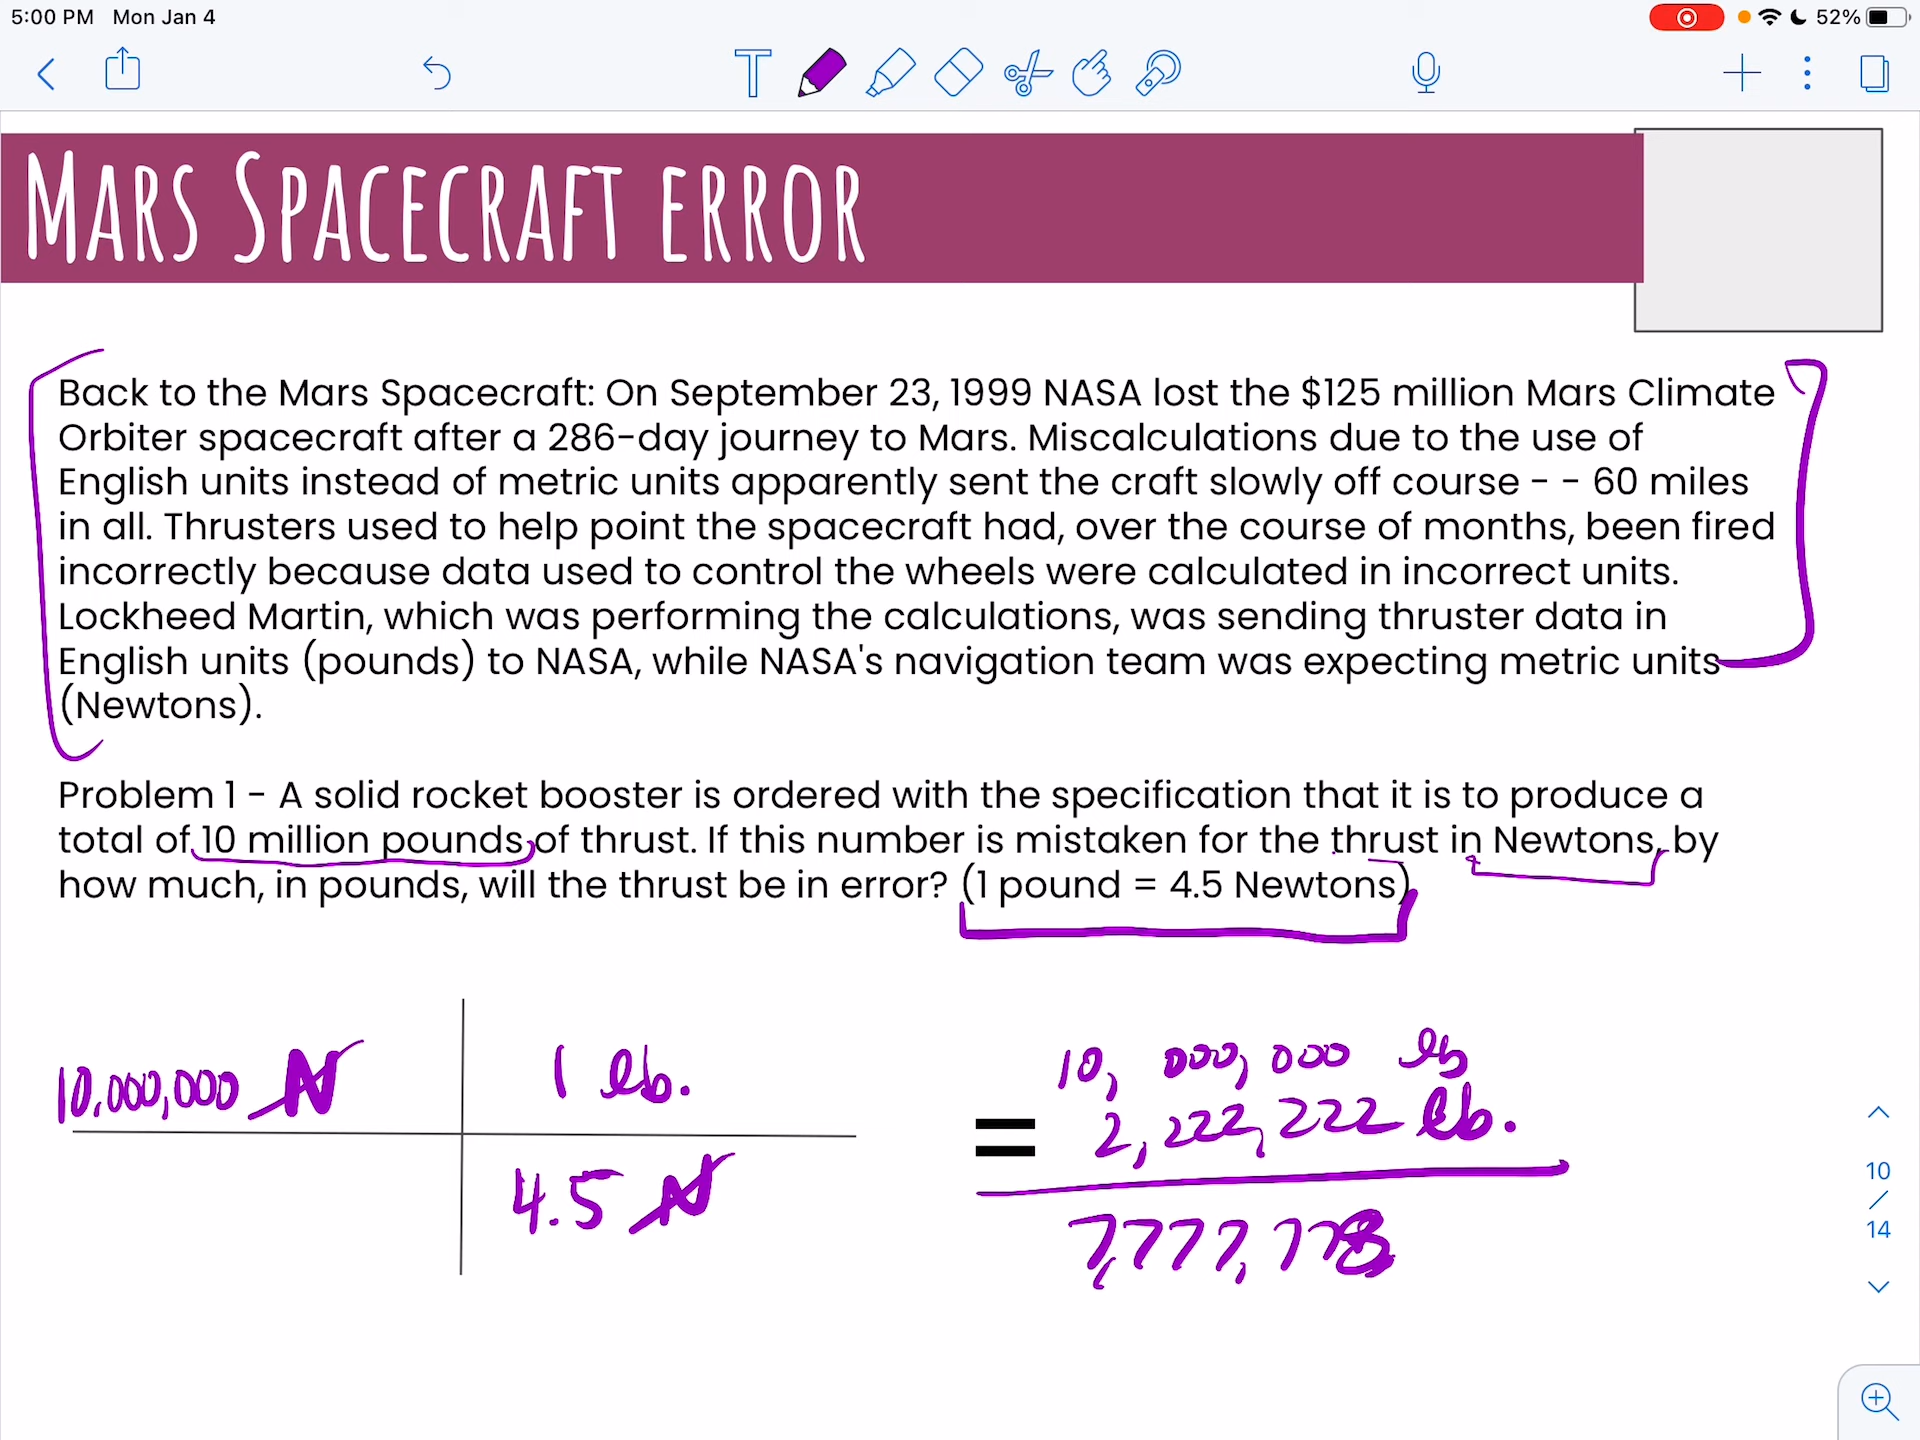 5:00 PM Mon Jan 4
52%
T
MARS SPACECRAFT ERROR
Back to the Mars Spacecraft: On September 23, 1999 NASA lost the $125 million Mars Climate
Orbiter spacecraft after a 286-day journey to Mars. Miscalculations due to the use of
English units instead of metric units apparently sent the craft slowly off course - - 60 miles
in all. Thrusters used to help point the spacecraft had, over the course of months, been fired
incorrectly because data used to control the wheels were calculated in incorrect units.
Lockheed Martin, which was performing the calculations, was sending thruster data in
English units (pounds) to NASA, while NASA's navigation team was expecting metric units
(Newtons).
Problem 1 - A solid rocket booster is ordered with the specification that it is to produce a
total of 10 million pounds of thrust. If this number is mistaken for the thrust in Newtons, by
how much, in pounds, will the thrust be in error? (1 pound = 4.5 Newtons)
10,000,000 N
1 lb.
4.5 N
=
10, 000, 000 lb
2, 222, 222 lb.
7,777,778
10
/
14